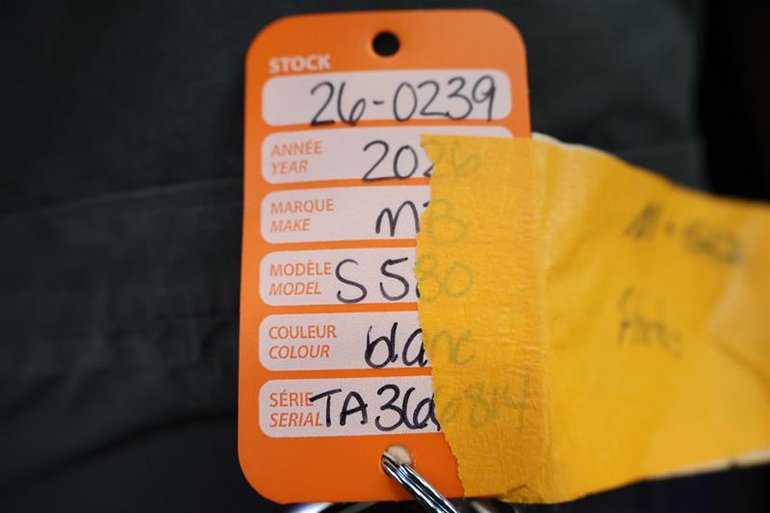 STOCK
26-0239
ANNÉE
YEAR 2026
MARQUE
MAKE MB
MODÈLE
MODEL S580
COULEUR
COLOUR blanc
SÉRIE
SERIAL